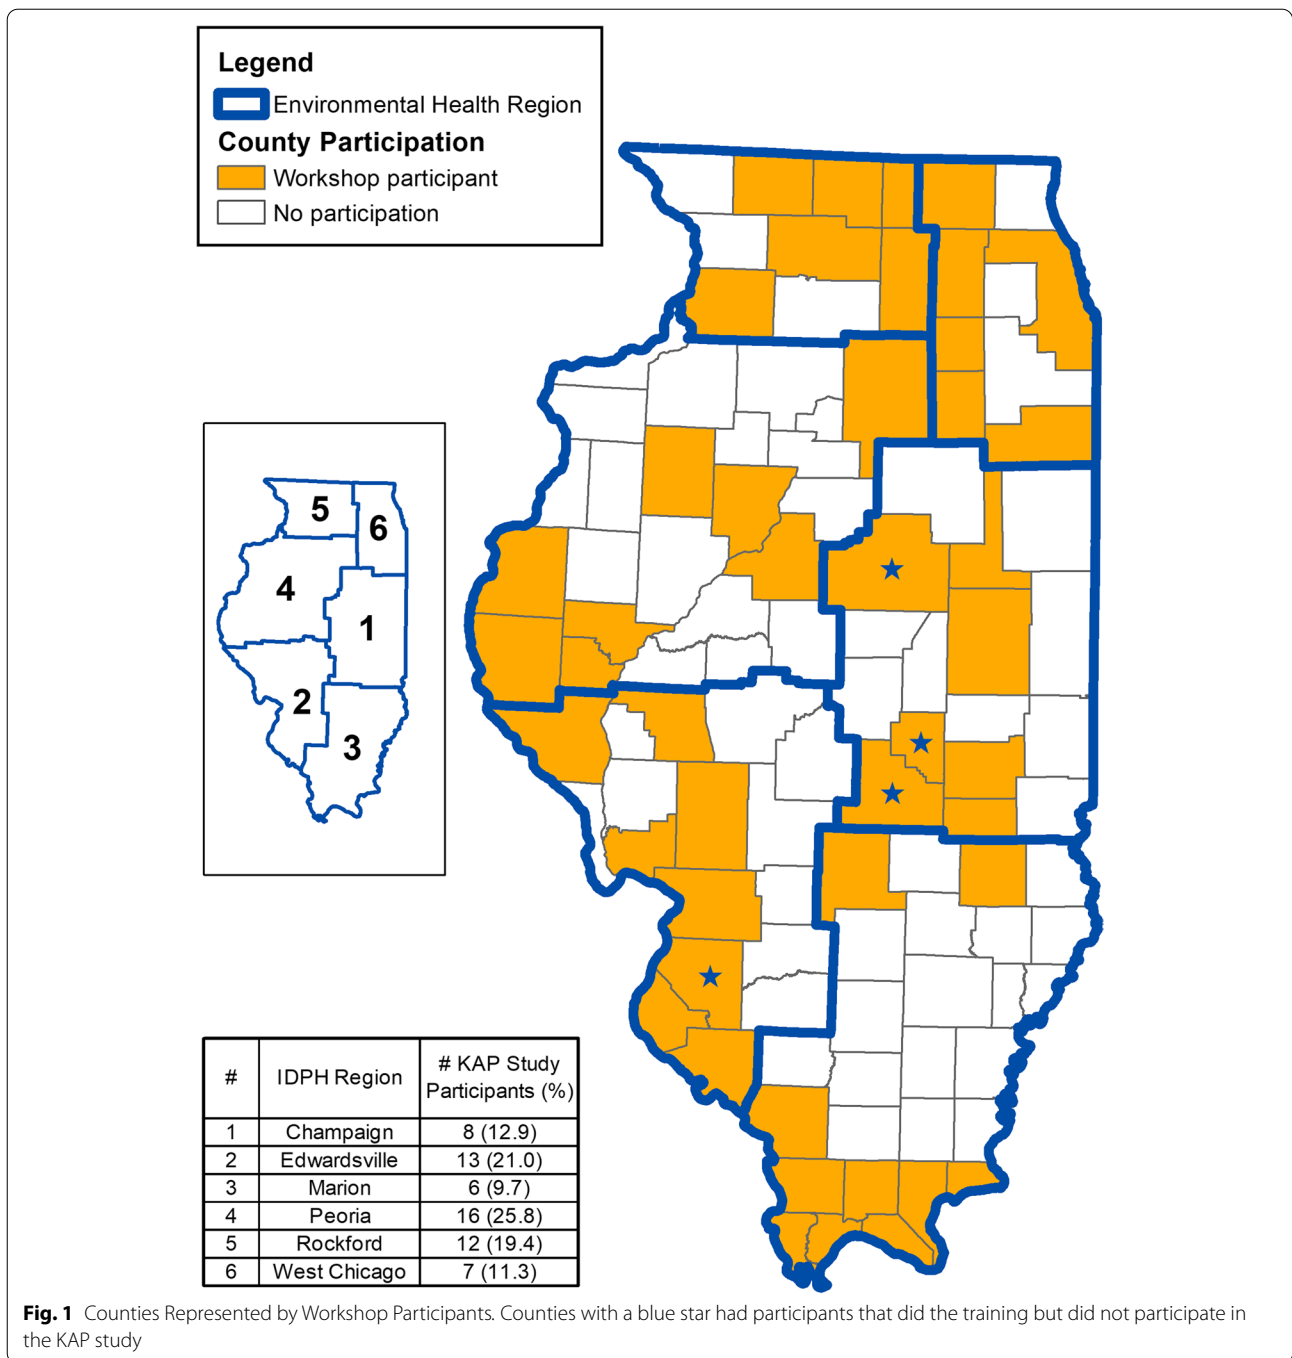 Legend
Environmental Health Region
County Participation
Workshop participant
No participation
5
6
4
1
2
3
# IDPH Region # KAP Study Participants (%)
1 Champaign 8 (12.9)
2 Edwardsville 13 (21.0)
3 Marion 6 (9.7)
4 Peoria 16 (25.8)
5 Rockford 12 (19.4)
6 West Chicago 7 (11.3)
Fig. 1 Counties Represented by Workshop Participants. Counties with a blue star had participants that did the training but did not participate in
the KAP study